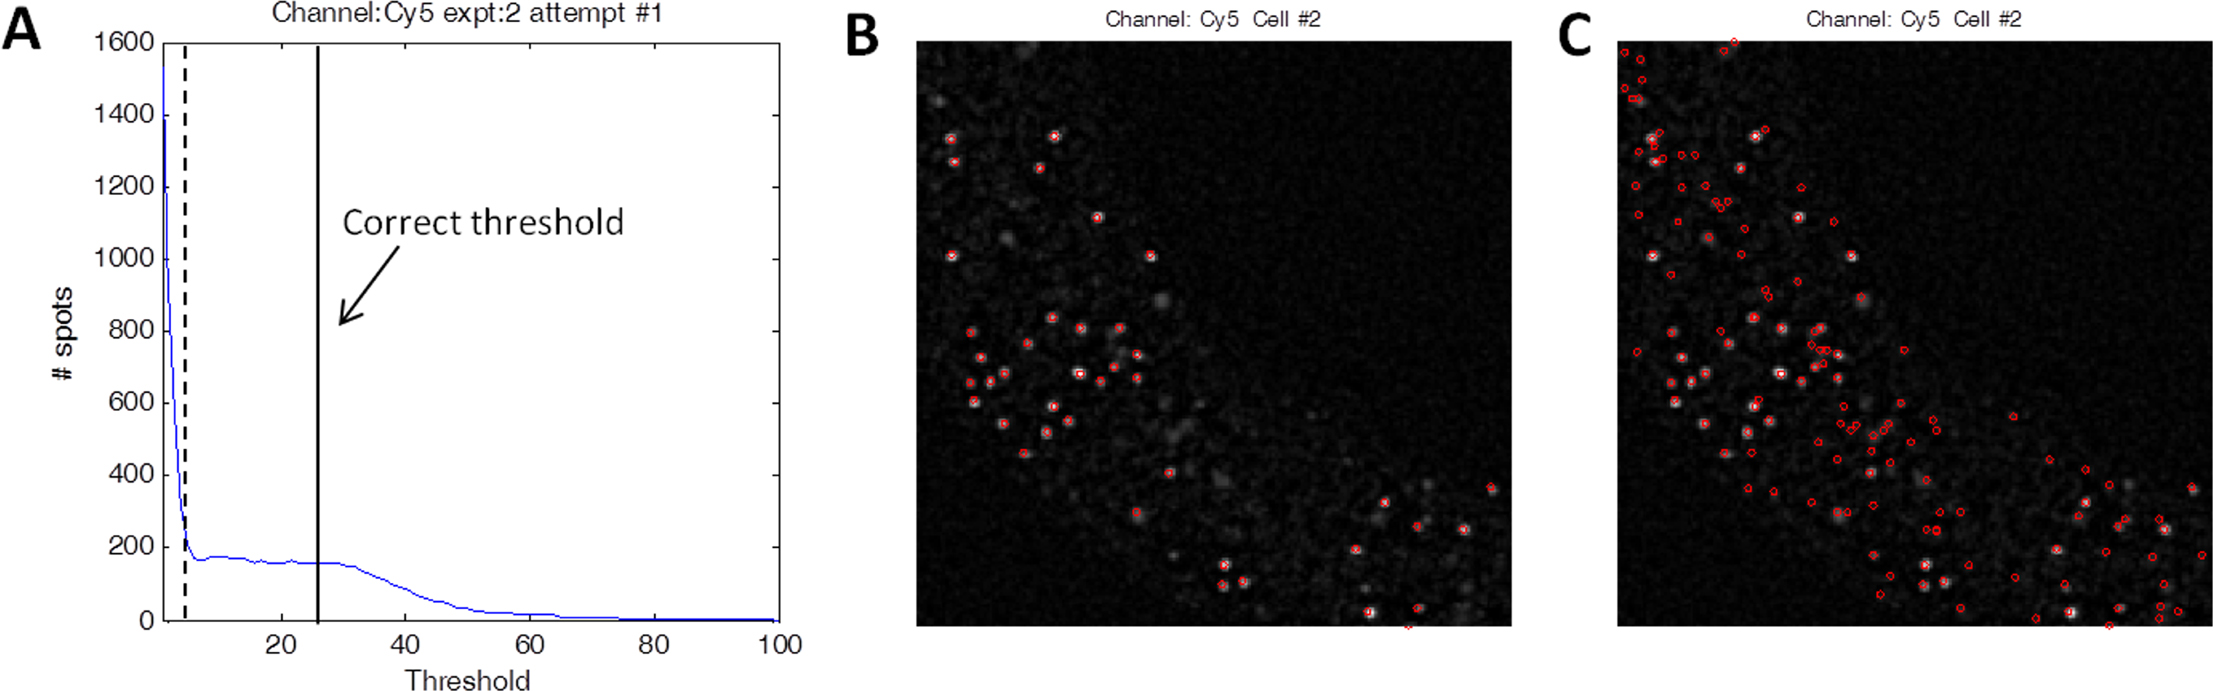 A
Channel:Cy5 expt:2 attempt #1
1600
1400
1200
1000
800
600
400
200
0
# spots
Correct threshold
20 40 60 80 100
Threshold
B
Channel: Cy5 Cell #2
C
Channel: Cy5 Cell #2